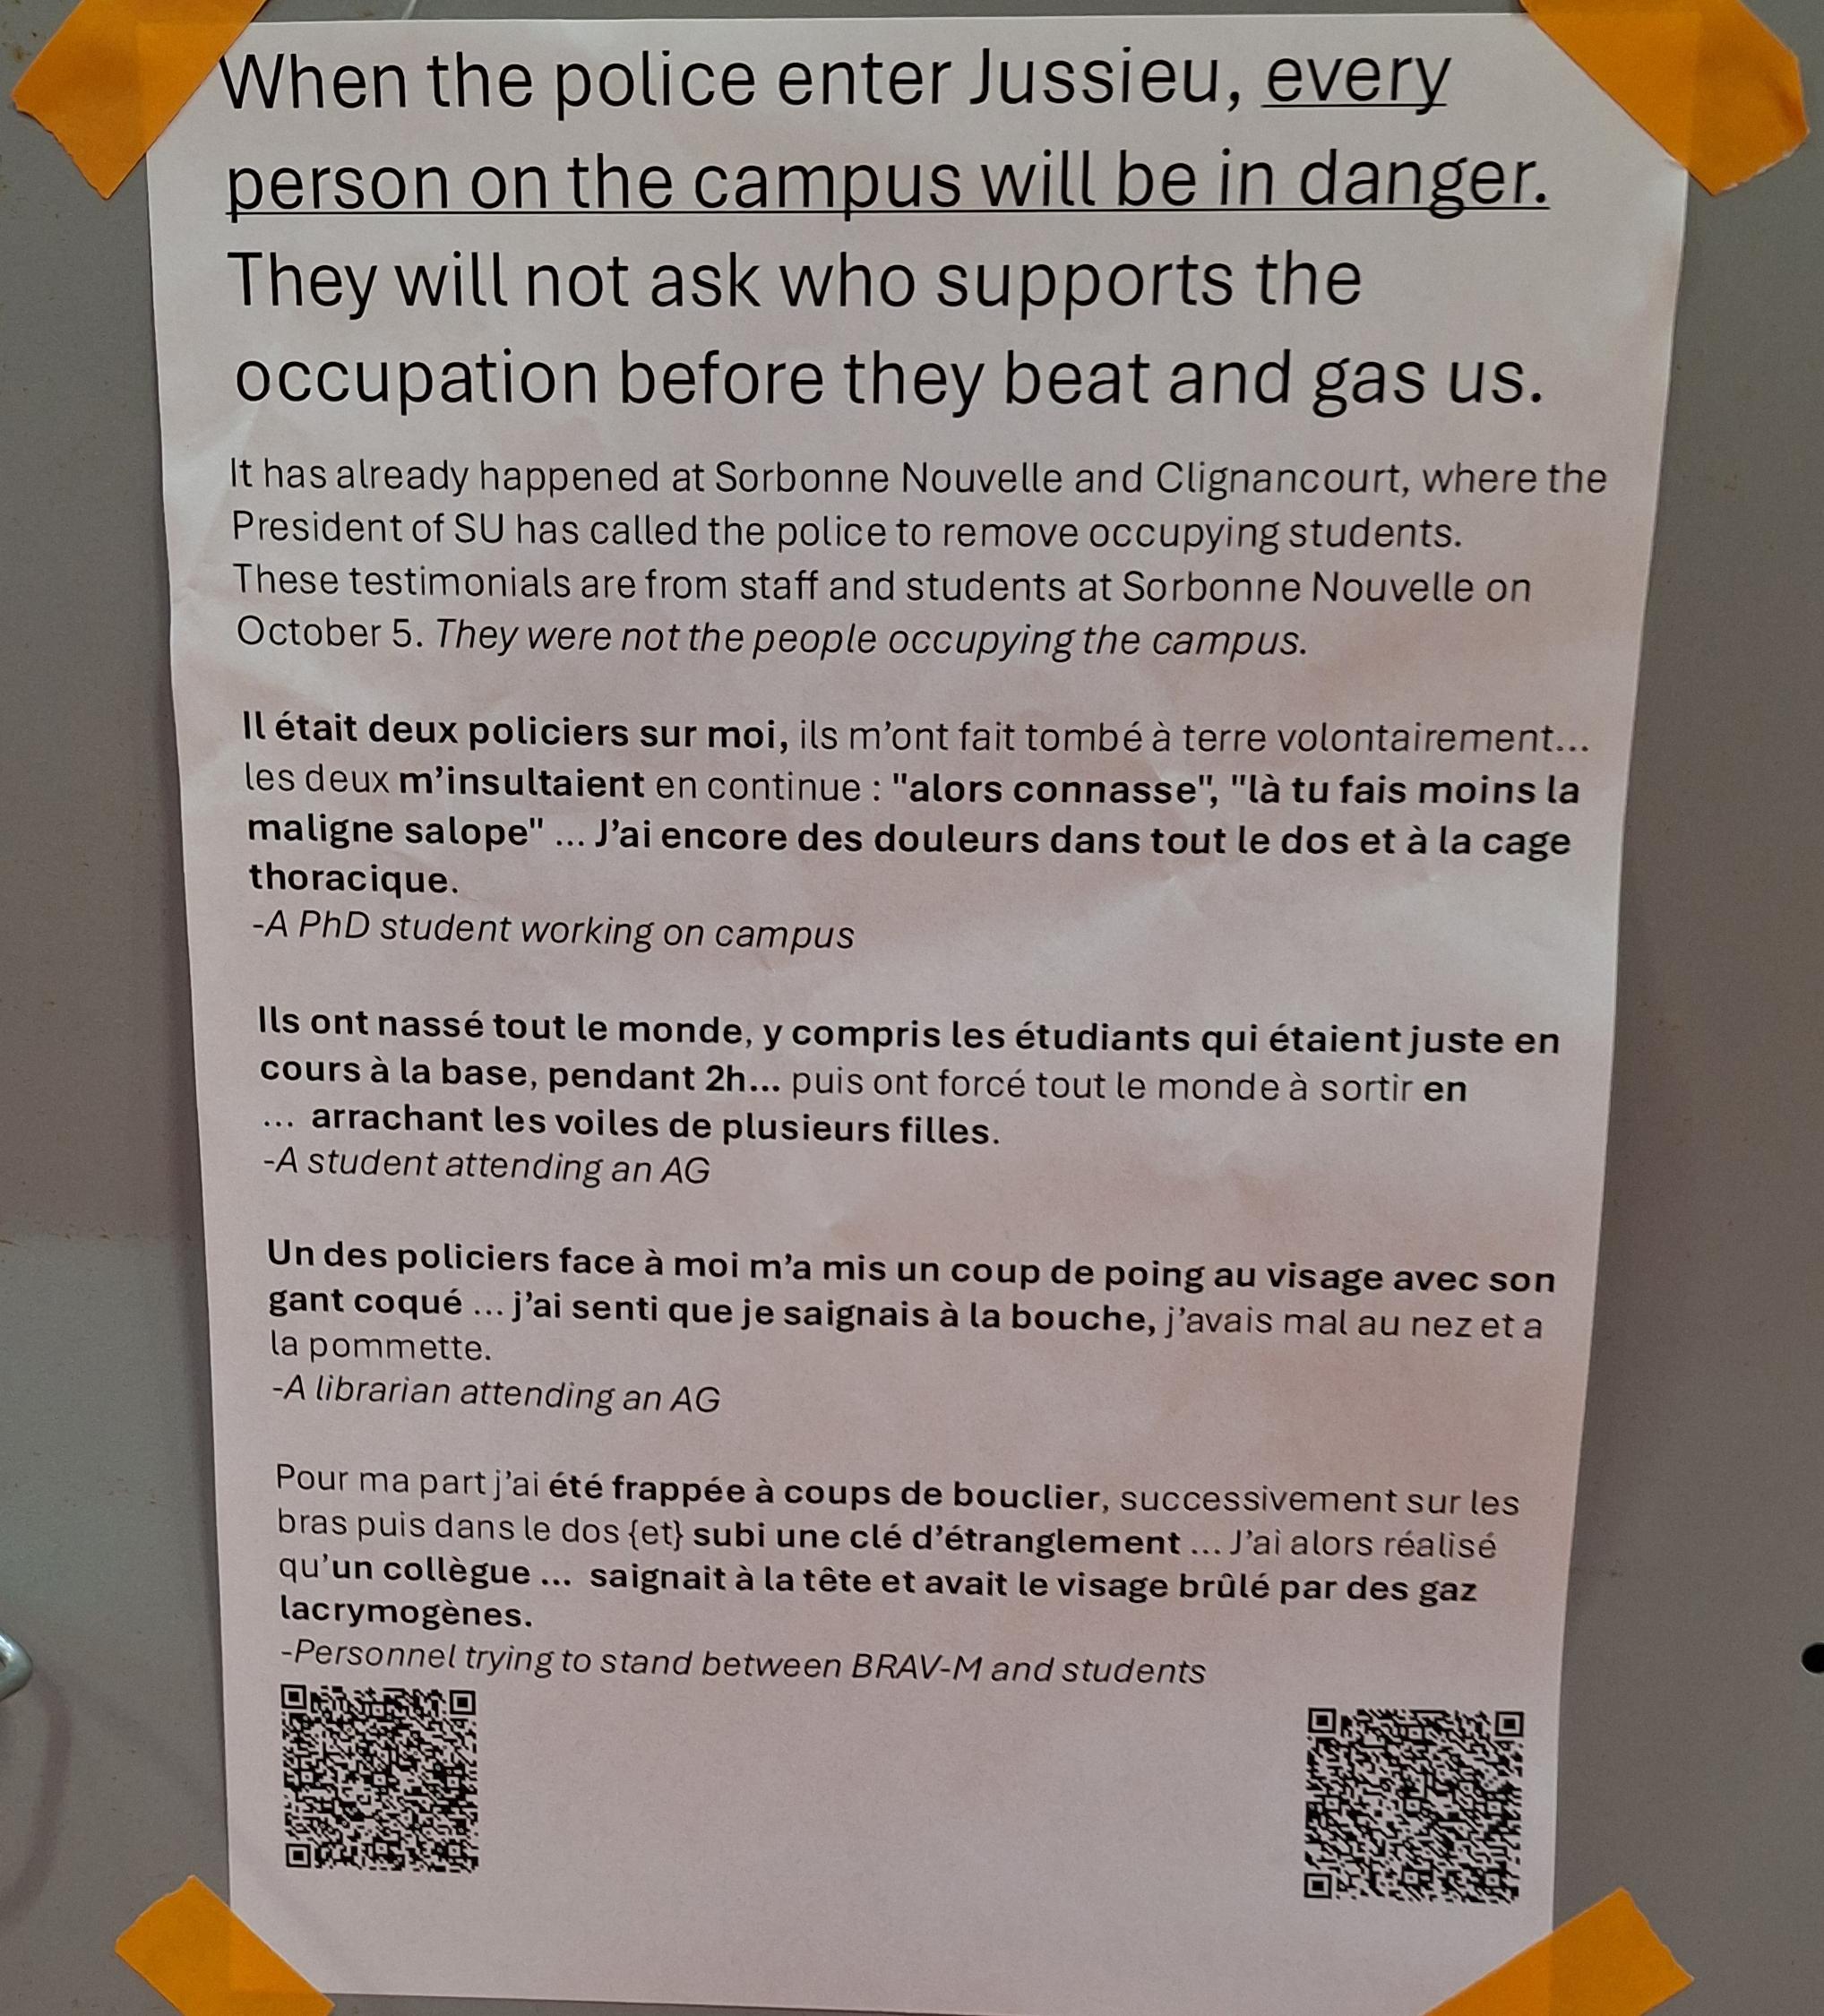 When the police enter Jussieu, every
person on the campus will be in danger.
They will not ask who supports the
occupation before they beat and gas us.
It has already happened at Sorbonne Nouvelle and Clignancourt, where the
President of SU has called the police to remove occupying students.
These testimonials are from staff and students at Sorbonne Nouvelle on
October 5. They were not the people occupying the campus.
Il était deux policiers sur moi, ils m'ont fait tombé à terre volontairement...
les deux m'insultaient en continue : "alors connasse", "là tu fais moins la
maligne salope" ... J'ai encore des douleurs dans tout le dos et à la cage
thoracique.
-A PhD student working on campus
Ils ont nassé tout le monde, y compris les étudiants qui étaient juste en
cours à la base, pendant 2h... puis ont forcé tout le monde à sortir en
... arrachant les voiles de plusieurs filles.
-A student attending an AG
Un des policiers face à moi m'a mis un coup de poing au visage avec son
gant coqué ... j'ai senti que je saignais à la bouche, j'avais mal au nez et a
la pommette.
-A librarian attending an AG
Pour ma part j'ai été frappée à coups de bouclier, successivement sur les
bras puis dans le dos {et} subi une clé d'étranglement ... J'ai alors réalisé
qu'un collègue ... saignait à la tête et avait le visage brûlé par des gaz
lacrymogènes.
-Personnel trying to stand between BRAV-M and students